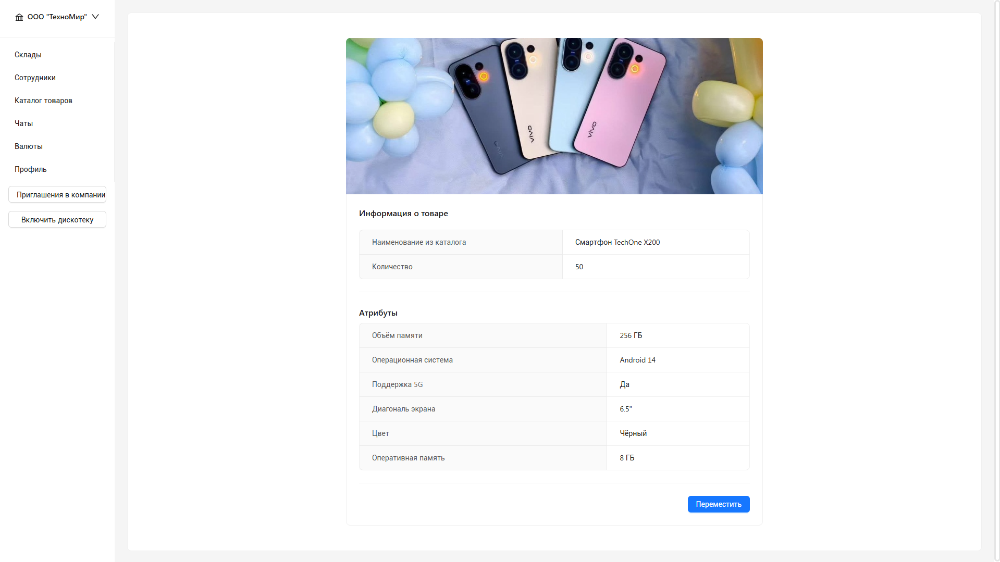 ООО "ТехноМир"
Склады
Сотрудники
Каталог товаров
Чаты
Валюты
Профиль
Приглашения в компании
Включить дискотеку
vivo
vivo
vivo
Информация о товаре
Наименование из каталога
Смартфон TechOne X200
Количество
50
Атрибуты
Объём памяти
256 ГБ
Операционная система
Android 14
Поддержка 5G
Да
Диагональ экрана
6.5"
Цвет
Чёрный
Оперативная память
8 ГБ
Переместить